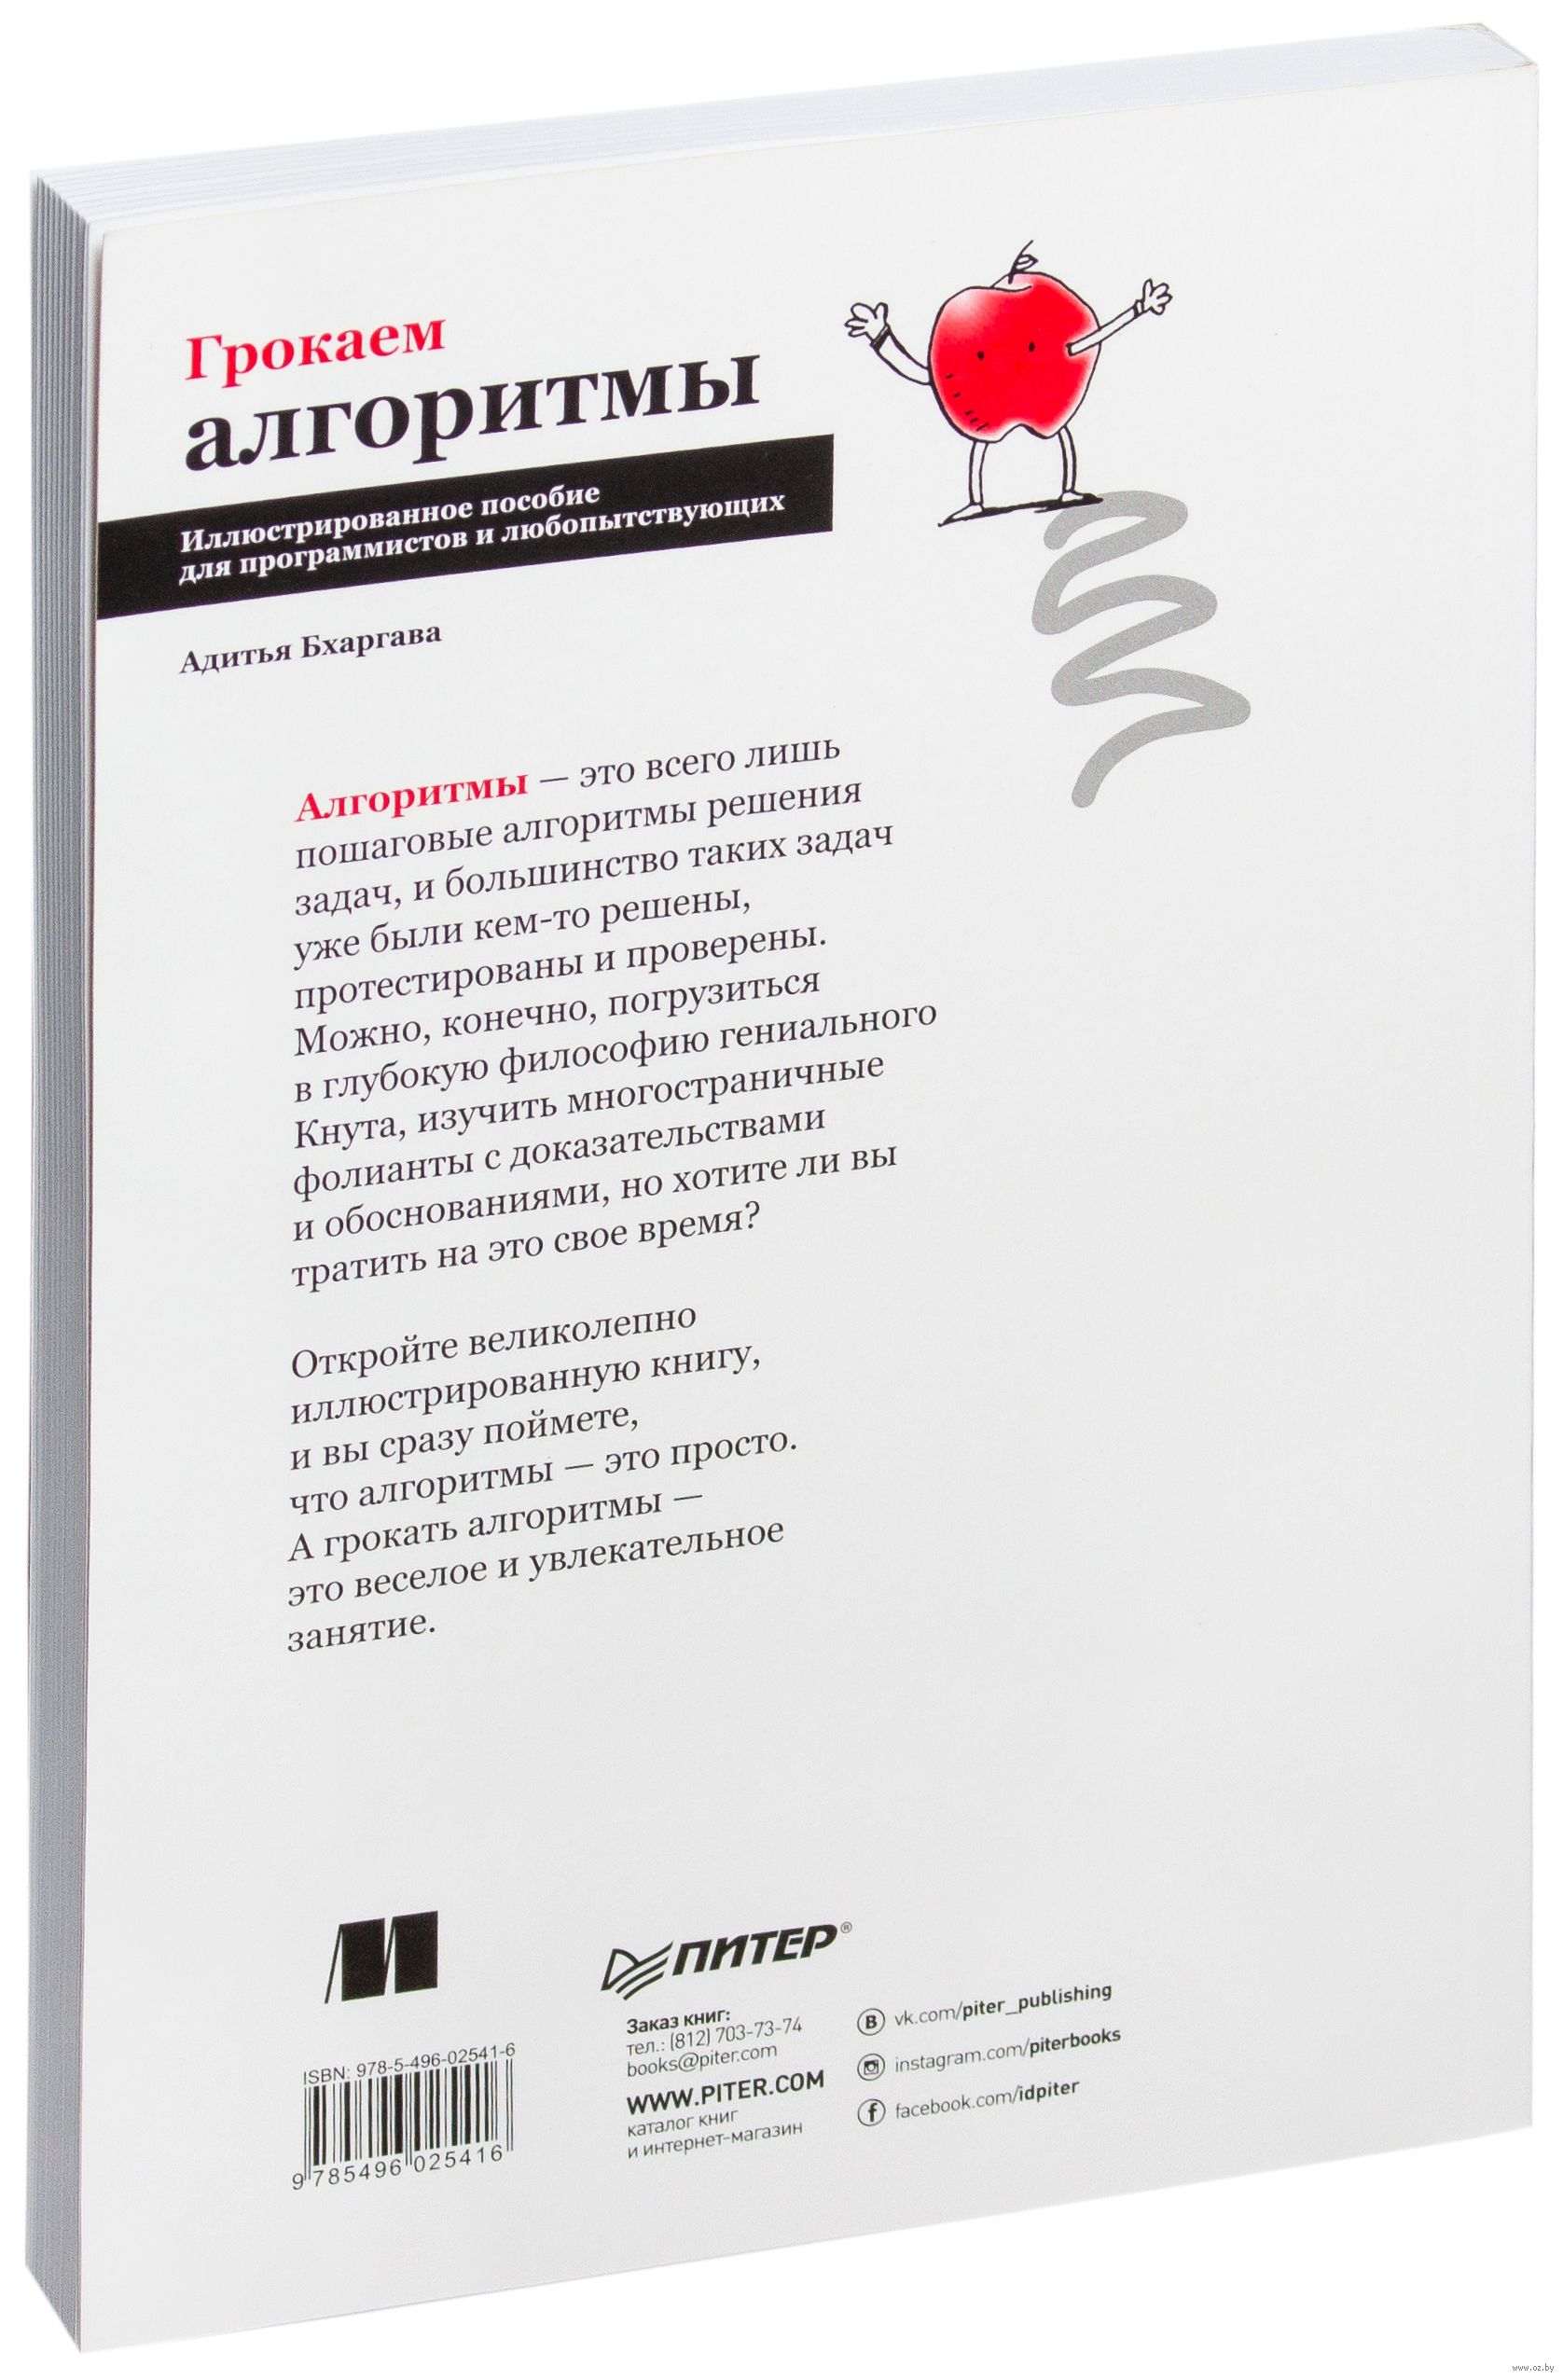 Грокаем
алгоритмы
Иллюстрированное пособие
для программистов и любопытствующих
Адитья Бхаргава
Алгоритмы — это всего лишь
пошаговые алгоритмы решения
задач, и большинство таких задач
уже были кем-то решены,
протестированы и проверены.
Можно, конечно, погрузиться
в глубокую философию гениального
Кнута, изучить многостраничные
фолианты с доказательствами
и обоснованиями, но хотите ли вы
тратить на это свое время?
Откройте великолепно
иллюстрированную книгу,
и вы сразу поймете,
что алгоритмы — это просто.
А грокать алгоритмы —
это веселое и увлекательное
занятие.
ISBN: 978-5-496-02541-6
9 785496 025416
ПИТЕР®
Заказ книг:
тел.: (812) 703-73-74
books@piter.com
WWW.PITER.COM
каталог книг
и интернет-магазин
vk.com/piter_publishing
instagram.com/piterbooks
facebook.com/idpiter
www.oz.by